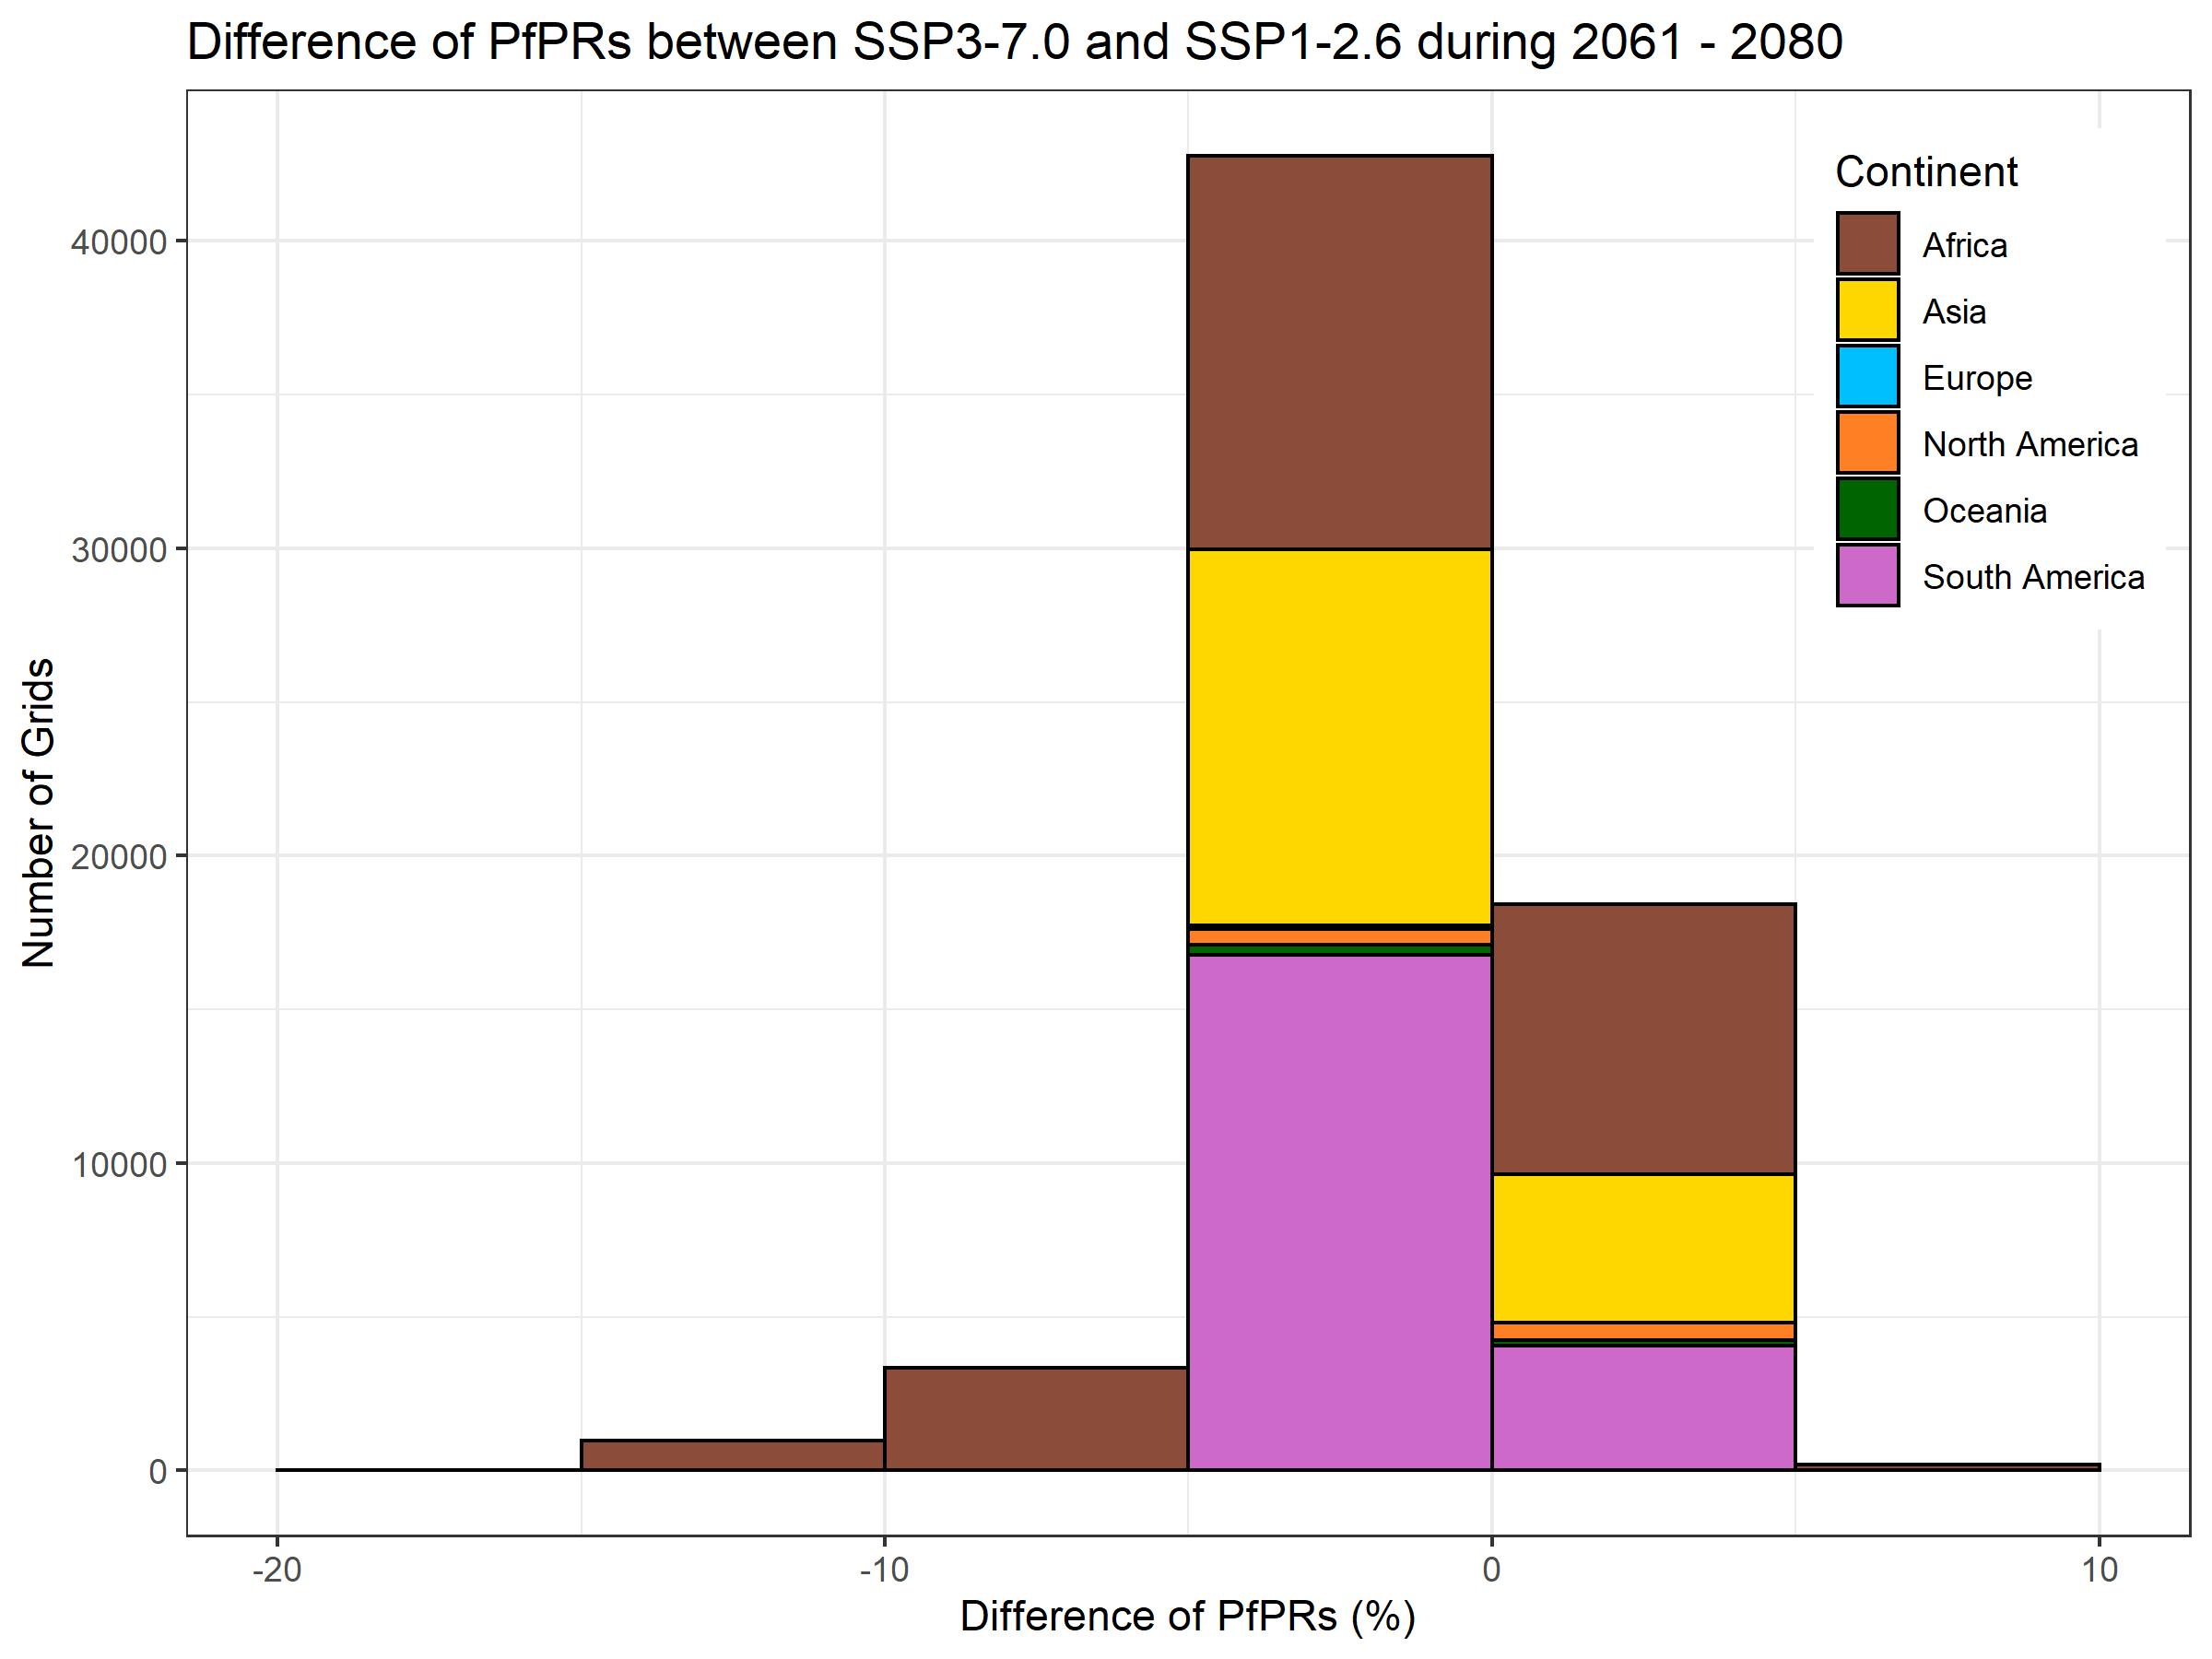 Difference of PfPRs between SSP3-7.0 and SSP1-2.6 during 2061 - 2080
Continent
Africa
Asia
Europe
North America
Oceania
South America
Number of Grids
40000
30000
20000
10000
0
-20 -10 0 10
Difference of PfPRs (%)